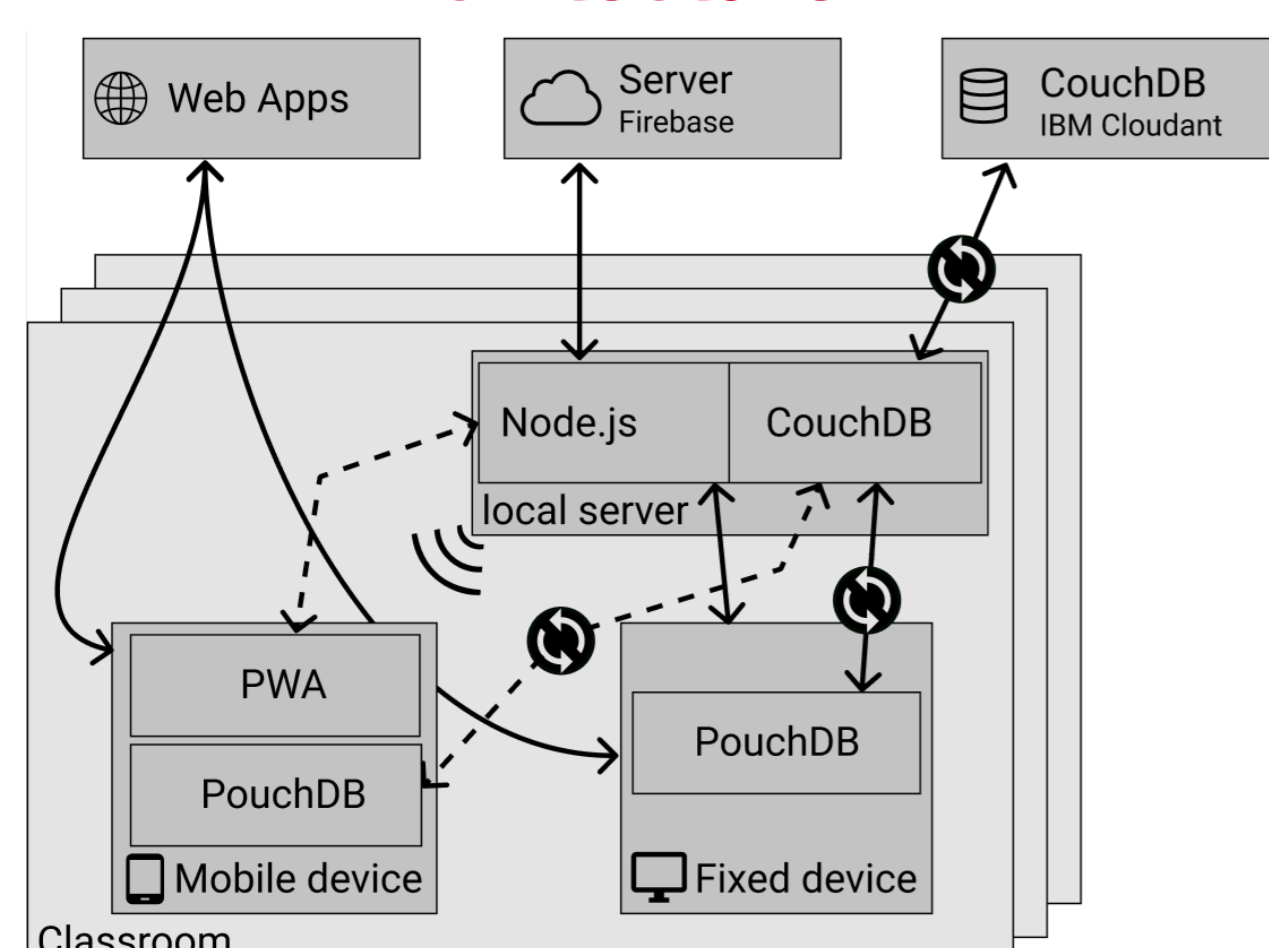 Web Apps
Server
Firebase
CouchDB
IBM Cloudant
Node.js
CouchDB
local server
PWA
PouchDB
PouchDB
Mobile device
Fixed device
Classroom